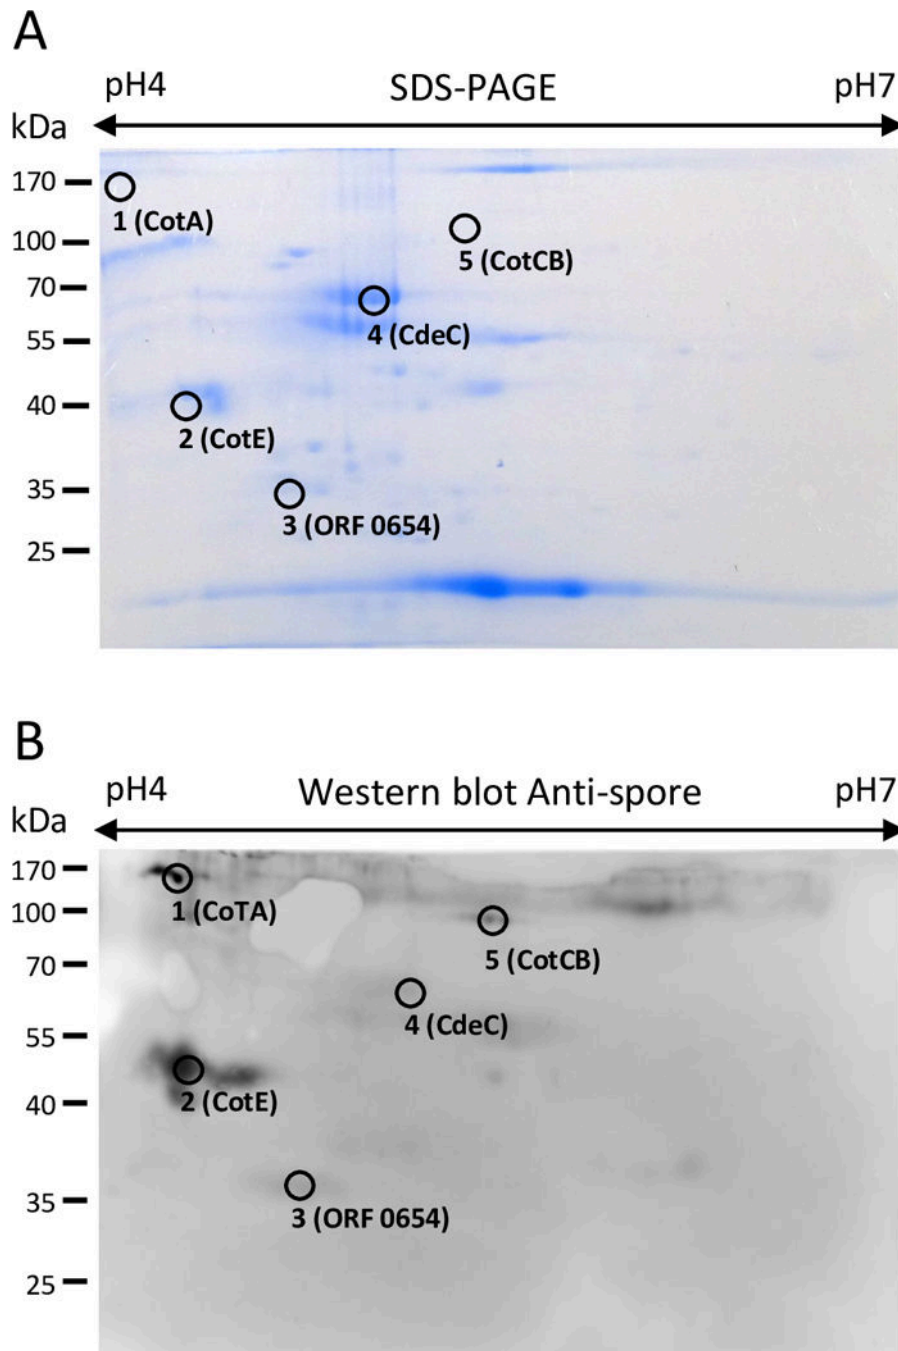 A
pH4 SDS-PAGE pH7
kDa
170
1 (CotA)
100
5 (CotCB)
70
4 (CdeC)
55
40
2 (CotE)
35
3 (ORF 0654)
25
B
pH4 Western blot Anti-spore pH7
kDa
170
1 (CoTA)
100
5 (CotCB)
70
4 (CdeC)
55
2 (CotE)
40
35
3 (ORF 0654)
25